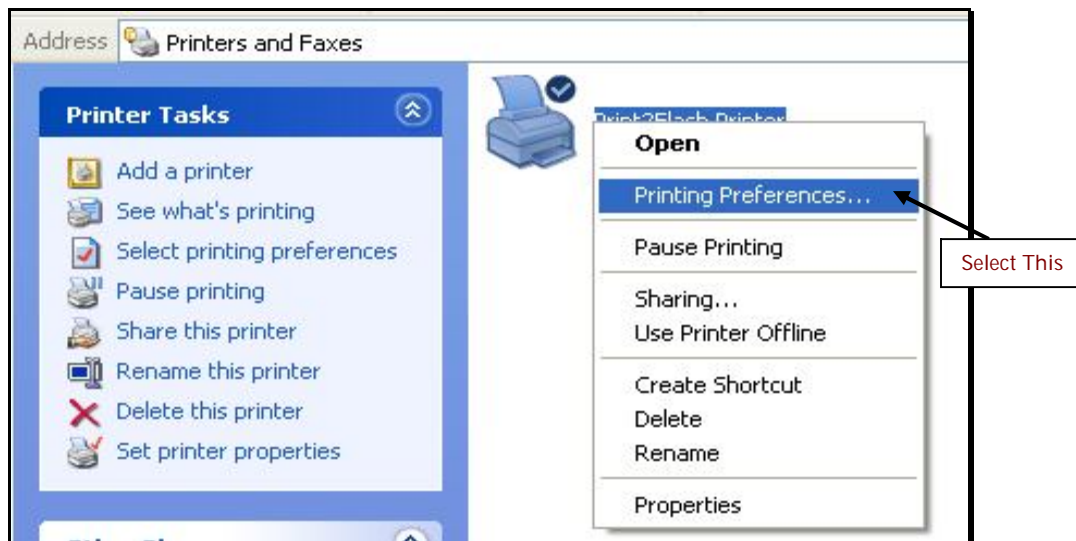 Address Printers and Faxes
Printer Tasks
Add a printer
See what's printing
Select printing preferences
Pause printing
Share this printer
Rename this printer
Delete this printer
Set printer properties
Print2Flash Printer
Open
Printing Preferences...
Pause Printing
Sharing...
Use Printer Offline
Create Shortcut
Delete
Rename
Properties
Select This